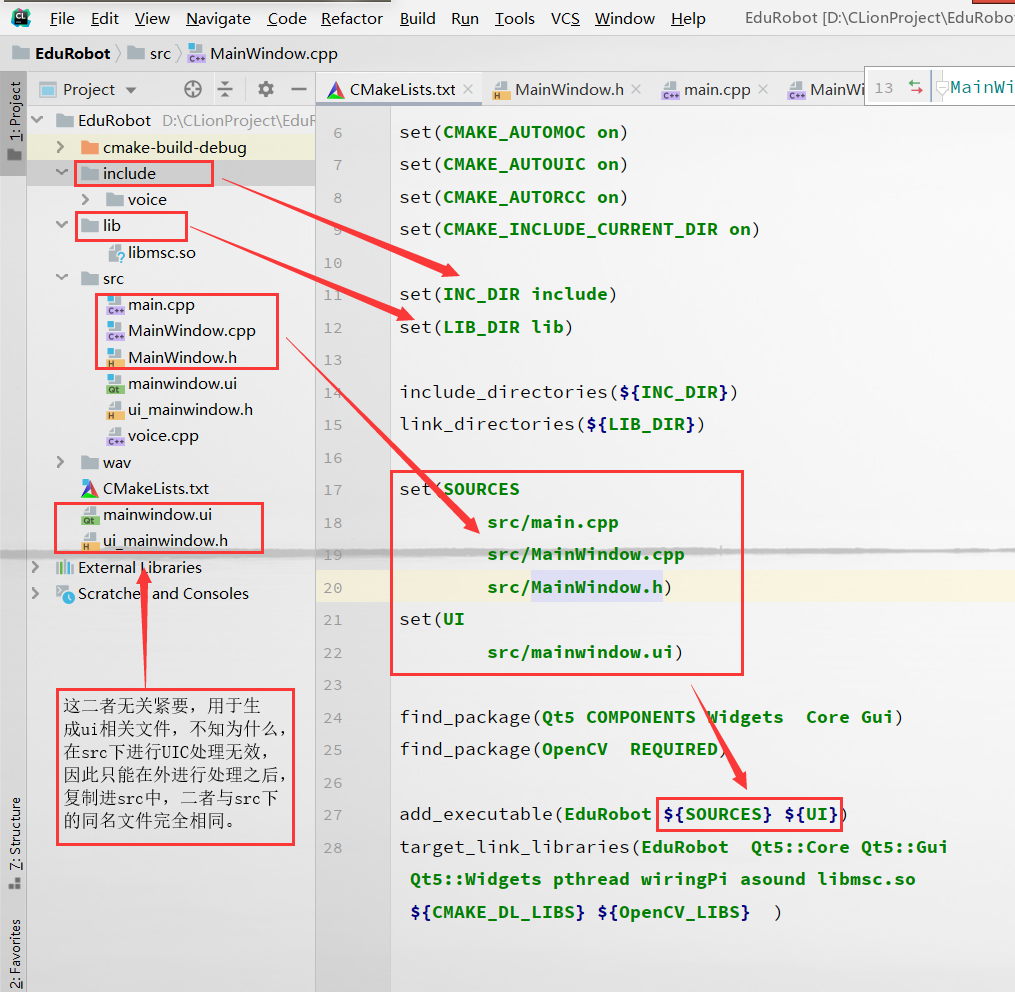 File Edit View Navigate Code Refactor Build Run Tools VCS Window Help EduRobot [D:\CLionProject\EduRobo
EduRobot src MainWindow.cpp
1: Project
Project
CMakeLists.txt MainWindow.h main.cpp MainWi 13 MainWi
EduRobot D:\CLionProject\EduR
cmake-build-debug
include
voice
lib
libmsc.so
src
main.cpp
MainWindow.cpp
MainWindow.h
mainwindow.ui
ui_mainwindow.h
voice.cpp
wav
CMakeLists.txt
mainwindow.ui
ui_mainwindow.h
External Libraries
Scratches and Consoles
这二者无关紧要，用于生
成ui相关文件，不知为什么，
在src下进行UIC处理无效，
因此只能在外进行处理之后，
复制进src中，二者与src下
的同名文件完全相同。
7: Structure
2: Favorites
6 set(CMAKE_AUTOMOC on)
7 set(CMAKE_AUTOUIC on)
8 set(CMAKE_AUTORCC on)
9 set(CMAKE_INCLUDE_CURRENT_DIR on)
10
11 set(INC_DIR include)
12 set(LIB_DIR lib)
13
14 include_directories(${INC_DIR})
15 link_directories(${LIB_DIR})
16
17 set(SOURCES
18 src/main.cpp
19 src/MainWindow.cpp
20 src/MainWindow.h)
21 set(UI
22 src/mainwindow.ui)
23
24 find_package(Qt5 COMPONENTS Widgets Core Gui)
25 find_package(OpenCV REQUIRED)
26
27 add_executable(EduRobot ${SOURCES} ${UI})
28 target_link_libraries(EduRobot Qt5::Core Qt5::Gui
Qt5::Widgets pthread wiringPi asound libmsc.so
${CMAKE_DL_LIBS} ${OpenCV_LIBS} )